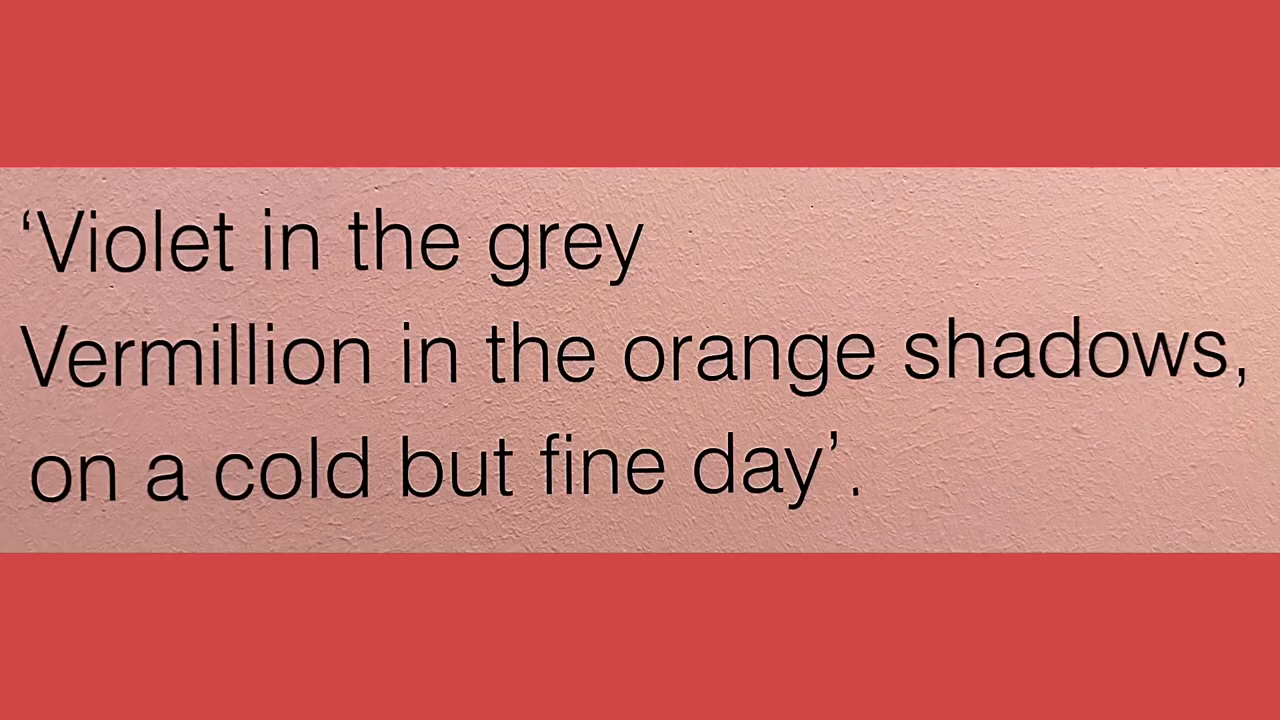 ‘Violet in the grey
Vermillion in the orange shadows,
on a cold but fine day’.